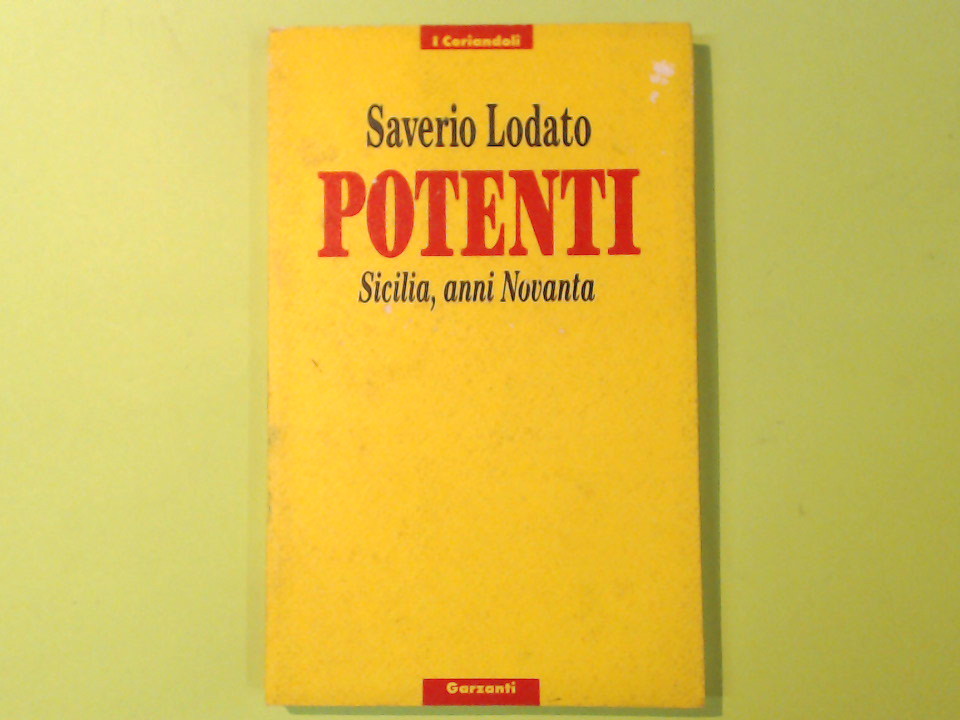 I Coriandoli
Saverio Lodato
POTENTI
Sicilia, anni Novanta
Garzanti